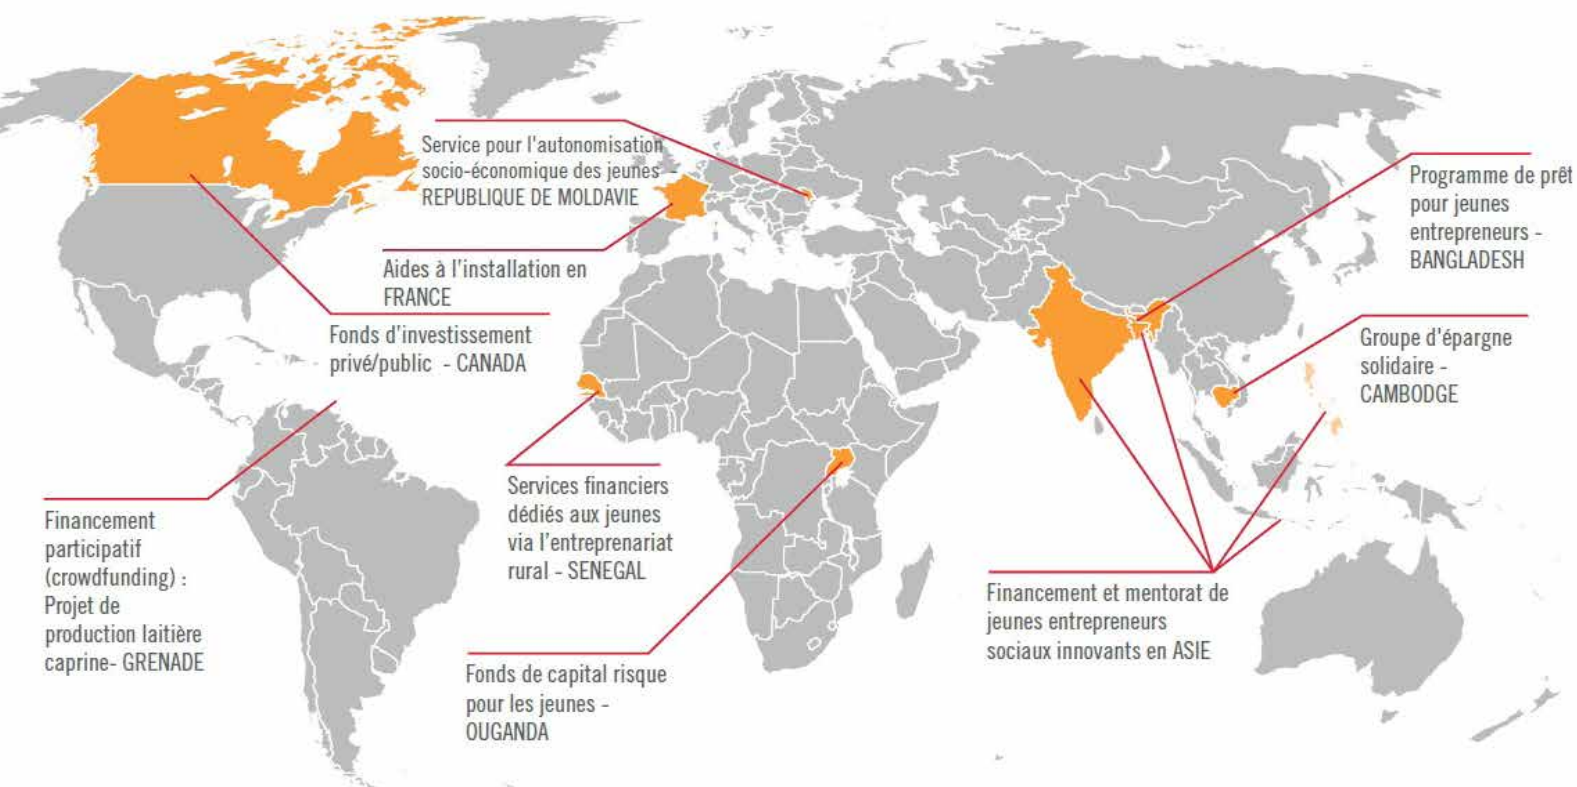 Service pour l'autonomisation
socio-économique des jeunes -
REPUBLIQUE DE MOLDAVIE
Aides à l'installation en
FRANCE
Fonds d'investissement
privé/public - CANADA
Financement
participatif
(crowdfunding) :
Projet de
production laitière
caprine- GRENADE
Services financiers
dédiés aux jeunes
via l'entreprenariat
rural - SENEGAL
Fonds de capital risque
pour les jeunes -
OUGANDA
Programme de prêt
pour jeunes
entrepreneurs -
BANGLADESH
Groupe d'épargne
solidaire -
CAMBODGE
Financement et mentorat de
jeunes entrepreneurs
sociaux innovants en ASIE